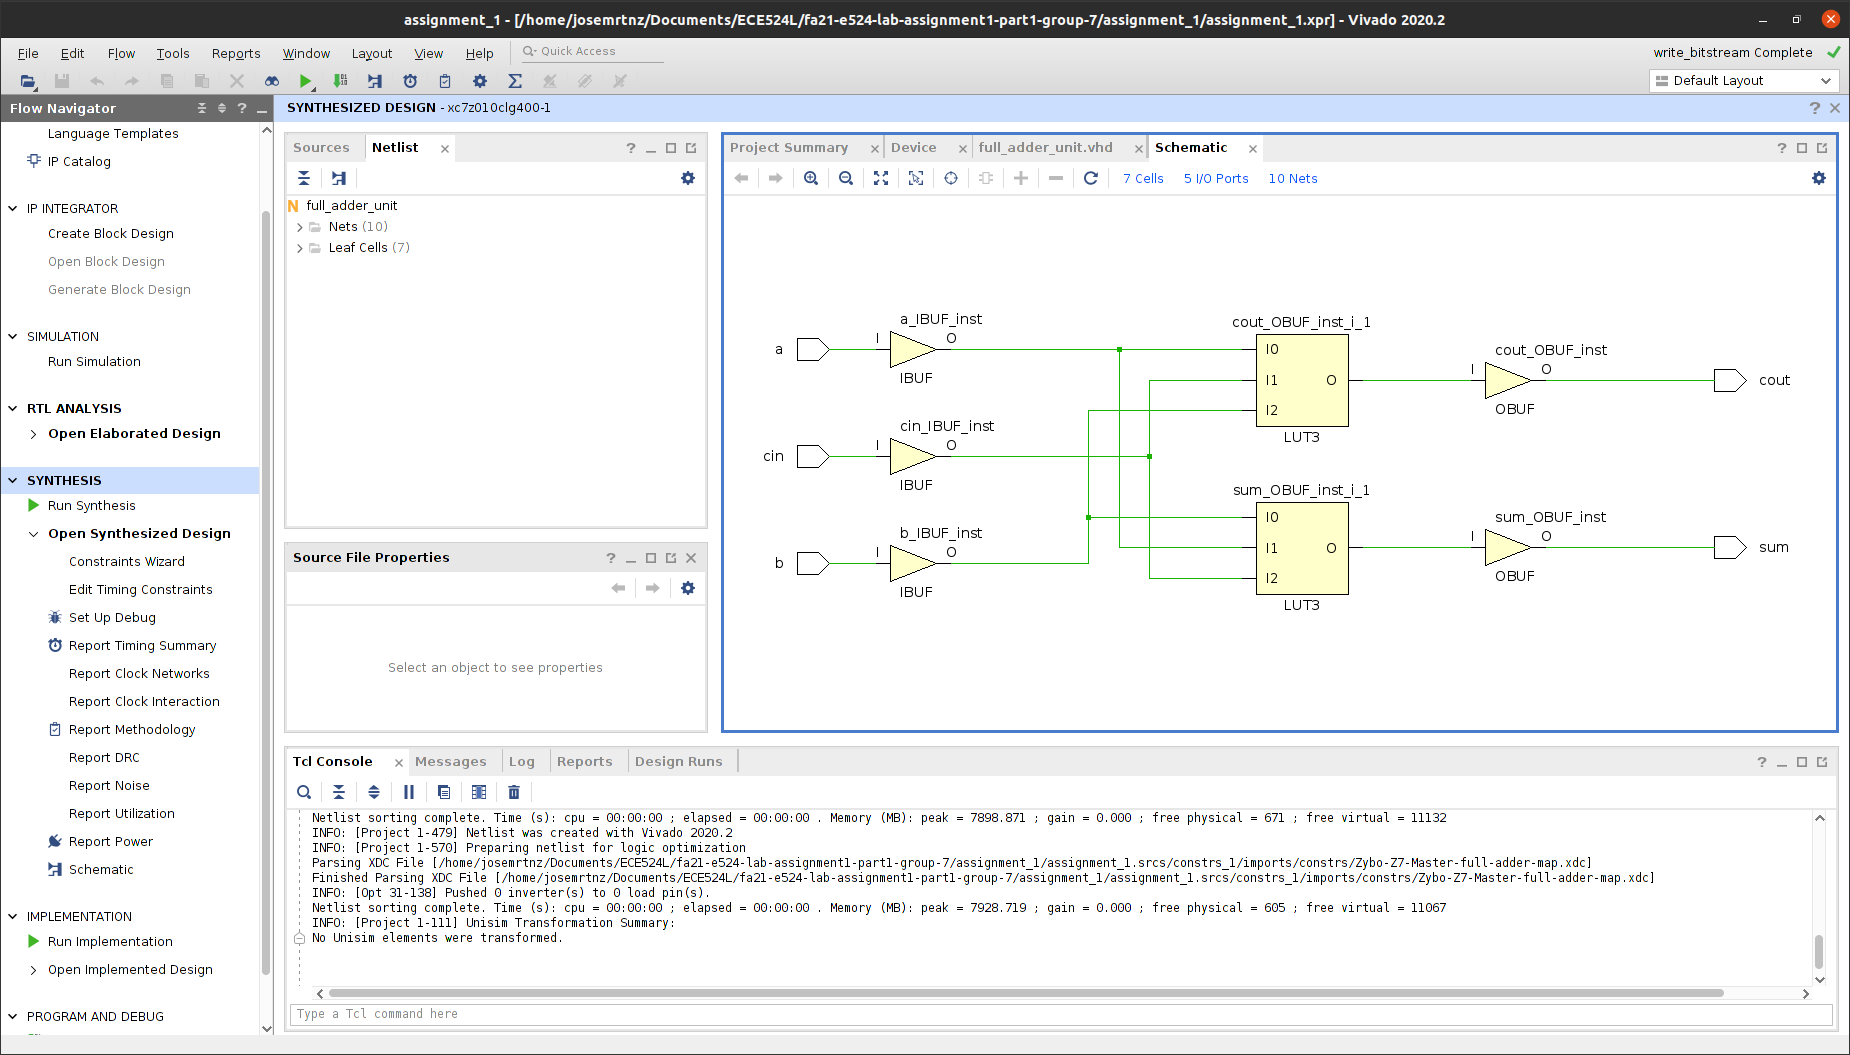 assignment_1 - [/home/josemrtnz/Documents/ECE524L/fa21-e524-lab-assignment1-part1-group-7/assignment_1/assignment_1.xpr] - Vivado 2020.2
File Edit Flow Tools Reports Window Layout View Help Quick Access
write_bitstream Complete
Default Layout
Flow Navigator
Language Templates
IP Catalog
IP INTEGRATOR
Create Block Design
Open Block Design
Generate Block Design
SIMULATION
Run Simulation
RTL ANALYSIS
Open Elaborated Design
SYNTHESIS
Run Synthesis
Open Synthesized Design
Constraints Wizard
Edit Timing Constraints
Set Up Debug
Report Timing Summary
Report Clock Networks
Report Clock Interaction
Report Methodology
Report DRC
Report Noise
Report Utilization
Report Power
Schematic
IMPLEMENTATION
Run Implementation
Open Implemented Design
PROGRAM AND DEBUG
SYNTHESIZED DESIGN - xc7z010clg400-1
Sources Netlist
full_adder_unit
Nets (10)
Leaf Cells (7)
Source File Properties
Select an object to see properties
Project Summary Device full_adder_unit.vhd Schematic
7 Cells 5 I/O Ports 10 Nets
a_IBUF_inst
a I O
IBUF
cin_IBUF_inst
cin I O
IBUF
b_IBUF_inst
b I O
IBUF
cout_OBUF_inst_i_1
I0
I1 O
I2
LUT3
sum_OBUF_inst_i_1
I0
I1 O
I2
LUT3
cout_OBUF_inst
I O cout
OBUF
sum_OBUF_inst
I O sum
OBUF
Tcl Console Messages Log Reports Design Runs
Netlist sorting complete. Time (s): cpu = 00:00:00 ; elapsed = 00:00:00 . Memory (MB): peak = 7898.871 ; gain = 0.000 ; free physical = 671 ; free virtual = 11132
INFO: [Project 1-479] Netlist was created with Vivado 2020.2
INFO: [Project 1-570] Preparing netlist for logic optimization
Parsing XDC File [/home/josemrtnz/Documents/ECE524L/fa21-e524-lab-assignment1-part1-group-7/assignment_1/assignment_1.srcs/constrs_1/imports/constrs/Zybo-Z7-Master-full-adder-map.xdc]
Finished Parsing XDC File [/home/josemrtnz/Documents/ECE524L/fa21-e524-lab-assignment1-part1-group-7/assignment_1/assignment_1.srcs/constrs_1/imports/constrs/Zybo-Z7-Master-full-adder-map.xdc]
INFO: [Opt 31-138] Pushed 0 inverter(s) to 0 load pin(s).
Netlist sorting complete. Time (s): cpu = 00:00:00 ; elapsed = 00:00:00 . Memory (MB): peak = 7928.719 ; gain = 0.000 ; free physical = 605 ; free virtual = 11067
INFO: [Project 1-111] Unisim Transformation Summary:
No Unisim elements were transformed.
Type a Tcl command here